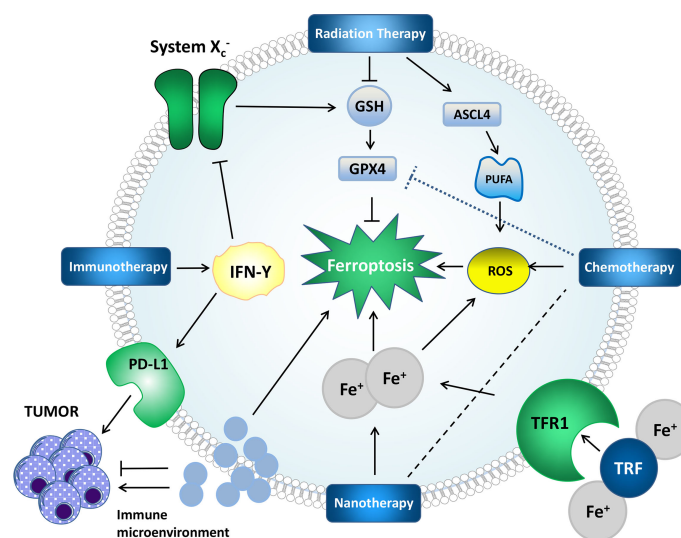 Radiation Therapy
System Xc-
GSH
ASCL4
GPX4
PUFA
Immunotherapy
IFN-Y
Ferroptosis
ROS
Chemotherapy
PD-L1
Fe+
Fe+
TUMOR
TFR1
Fe+
TRF
Fe+
Immune
microenvironment
Nanotherapy